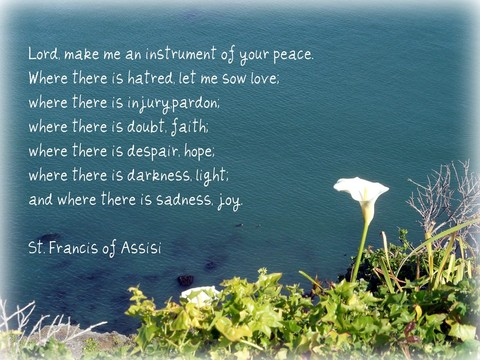 Lord, make me an instrument of your peace.
Where there is hatred, let me sow love;
where there is injury,pardon;
where there is doubt, faith;
where there is despair, hope;
where there is darkness, light;
and where there is sadness, joy.
St. Francis of Assisi